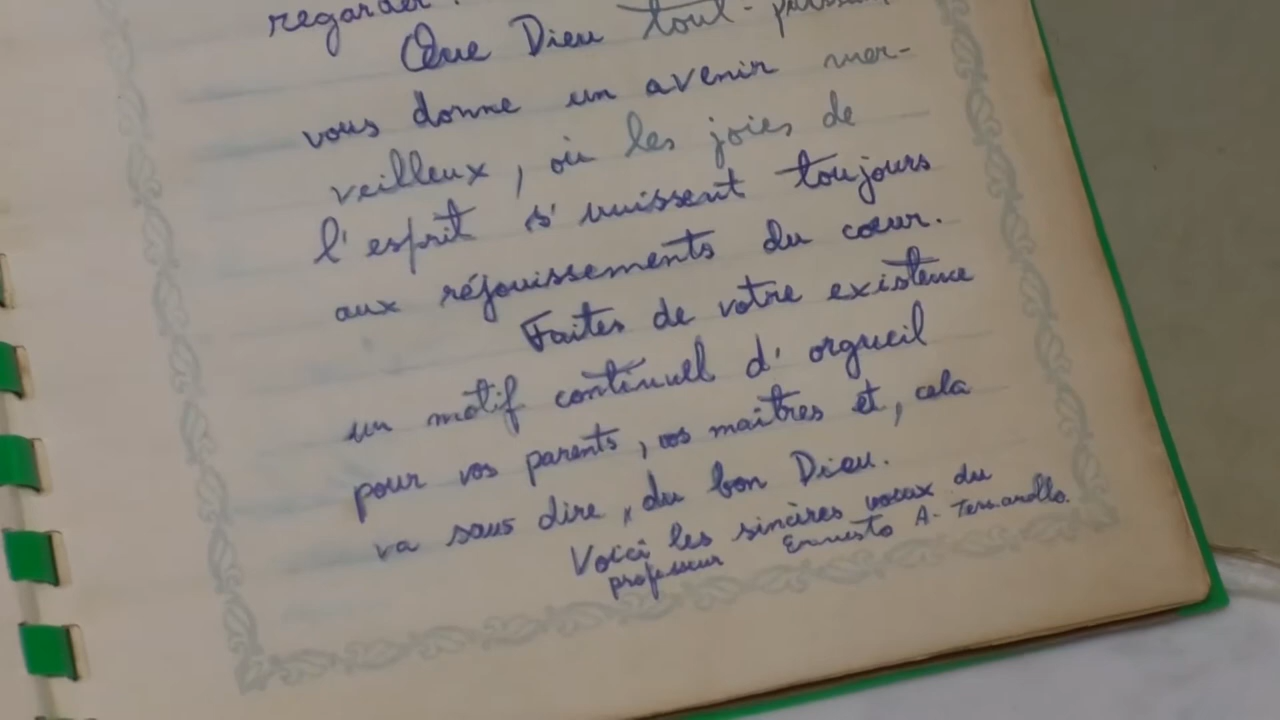 regarder.
Que Dieu tout-puissant
vous donne un avenir mer-
veilleux, où les joies de
l'esprit s'unissent toujours
aux réjouissements du cœur.
Faites de votre existence
un motif continuel d'orgueil
pour vos parents, vos maîtres et, cela
va sans dire, du bon Dieu.
Voici les sincères voeux du
professeur Ernesto A.